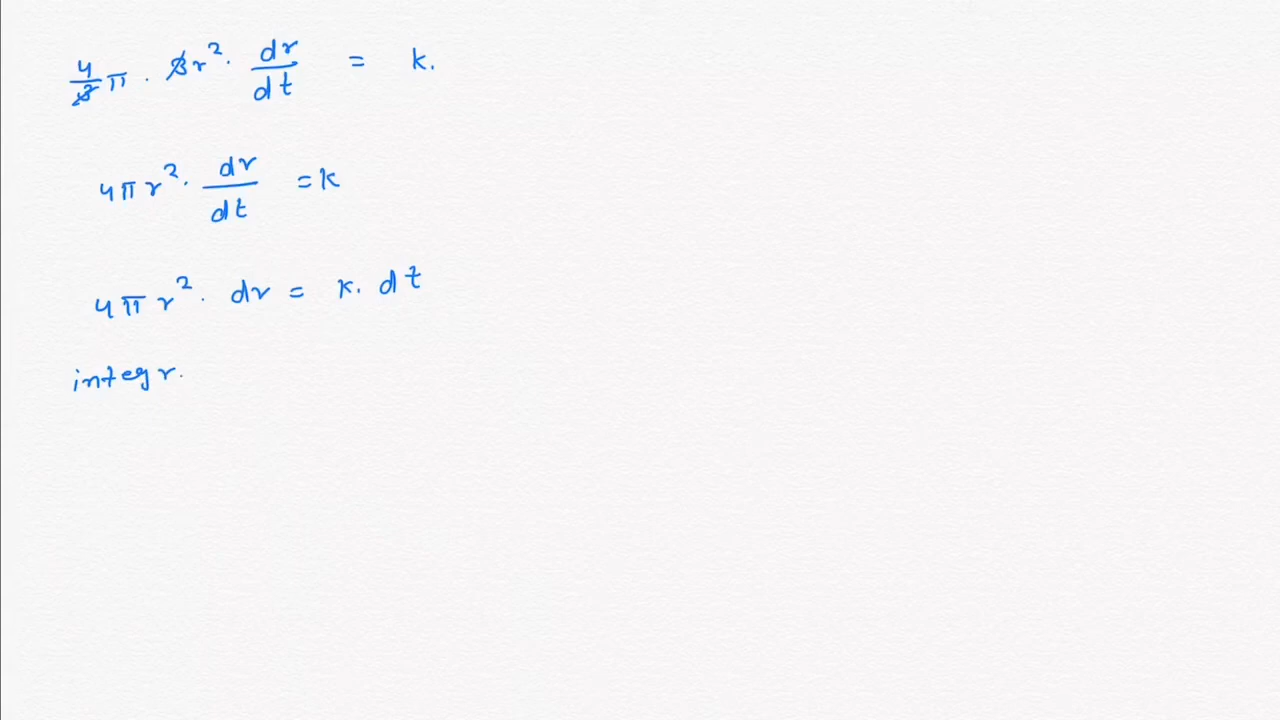 4/3 π · 3r² · dr/dt = k.
4πr² · dr/dt = k
4πr² · dr = k. dt
integr.